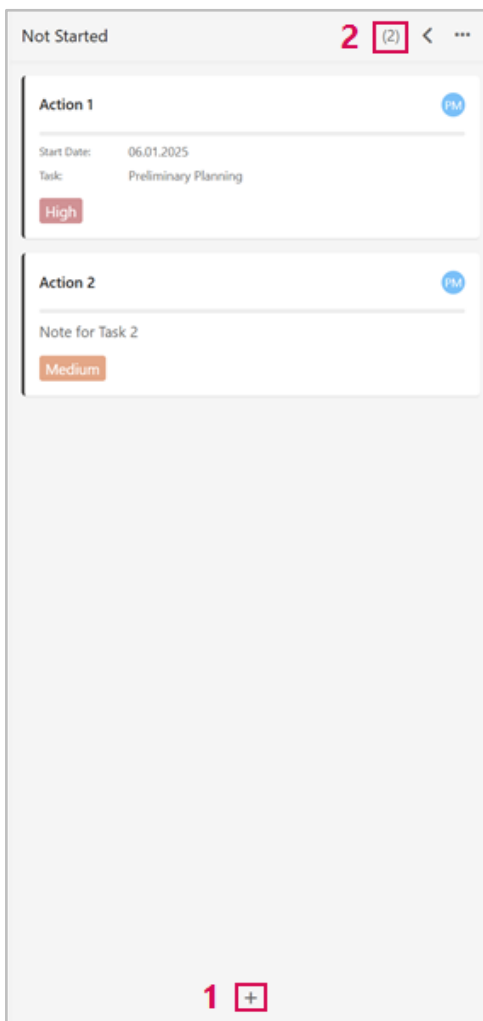 Not Started 2 (2) < •••
Action 1 PM
Start Date: 06.01.2025
Task: Preliminary Planning
High
Action 2 PM
Note for Task 2
Medium
1 +